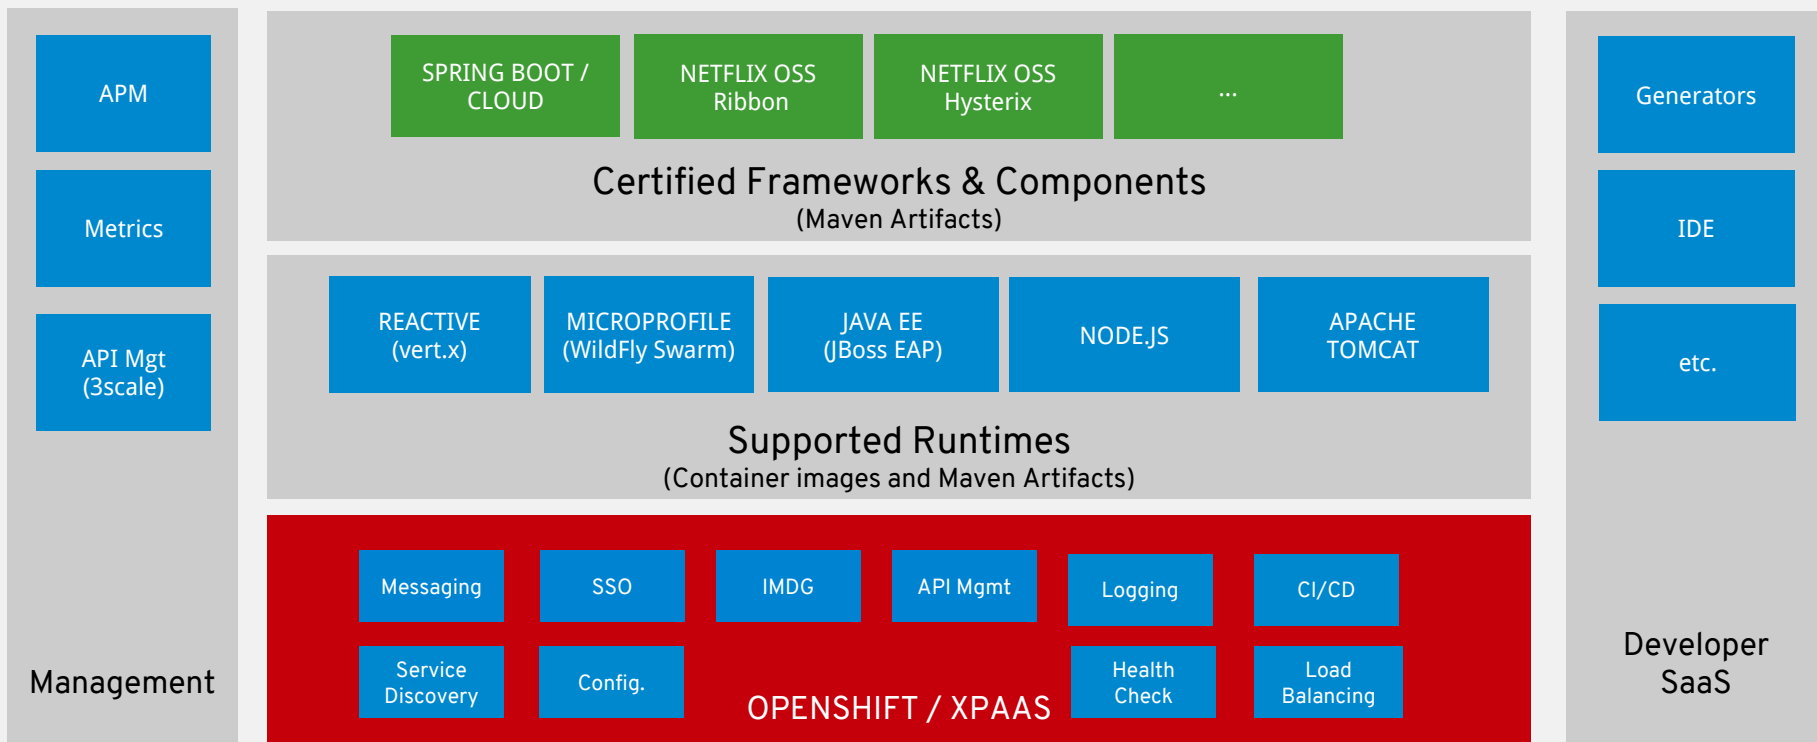 APM
Metrics
API Mgt
(3scale)
Management
SPRING BOOT /
CLOUD
NETFLIX OSS
Ribbon
NETFLIX OSS
Hysterix
...
Certified Frameworks & Components
(Maven Artifacts)
REACTIVE
(vert.x)
MICROPROFILE
(WildFly Swarm)
JAVA EE
(JBoss EAP)
NODE.JS
APACHE
TOMCAT
Supported Runtimes
(Container images and Maven Artifacts)
Messaging
SSO
IMDG
API Mgmt
Logging
CI/CD
Service
Discovery
Config.
Health
Check
Load
Balancing
OPENSHIFT / XPAAS
Generators
IDE
etc.
Developer
SaaS